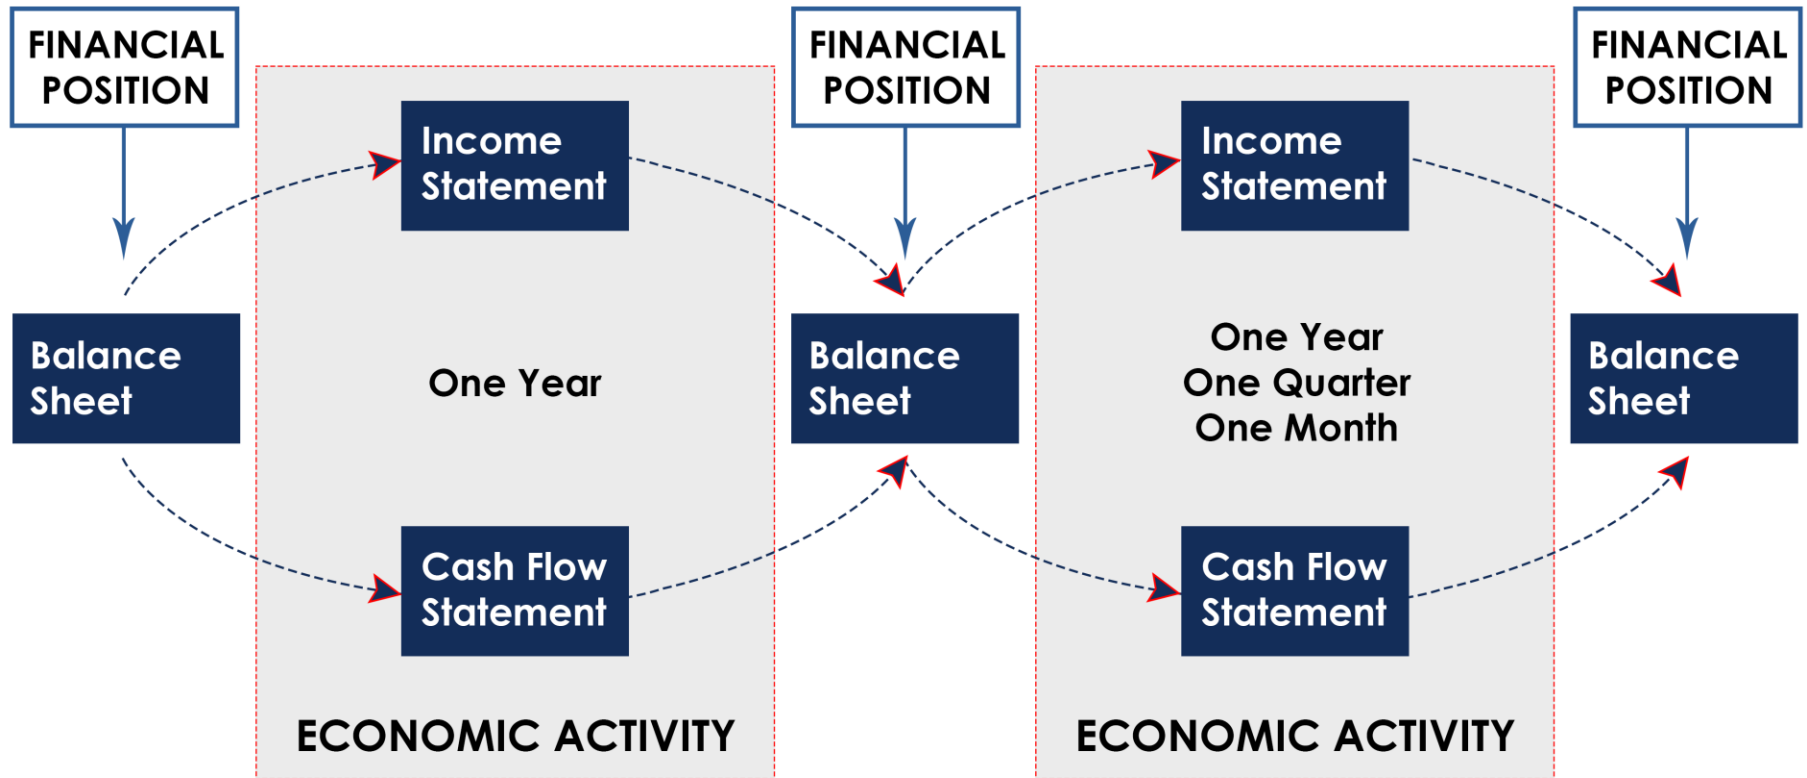 FINANCIAL
POSITION
FINANCIAL
POSITION
FINANCIAL
POSITION
Income
Statement
Income
Statement
Balance
Sheet
One Year
Balance
Sheet
One Year
One Quarter
One Month
Balance
Sheet
Cash Flow
Statement
Cash Flow
Statement
ECONOMIC ACTIVITY
ECONOMIC ACTIVITY